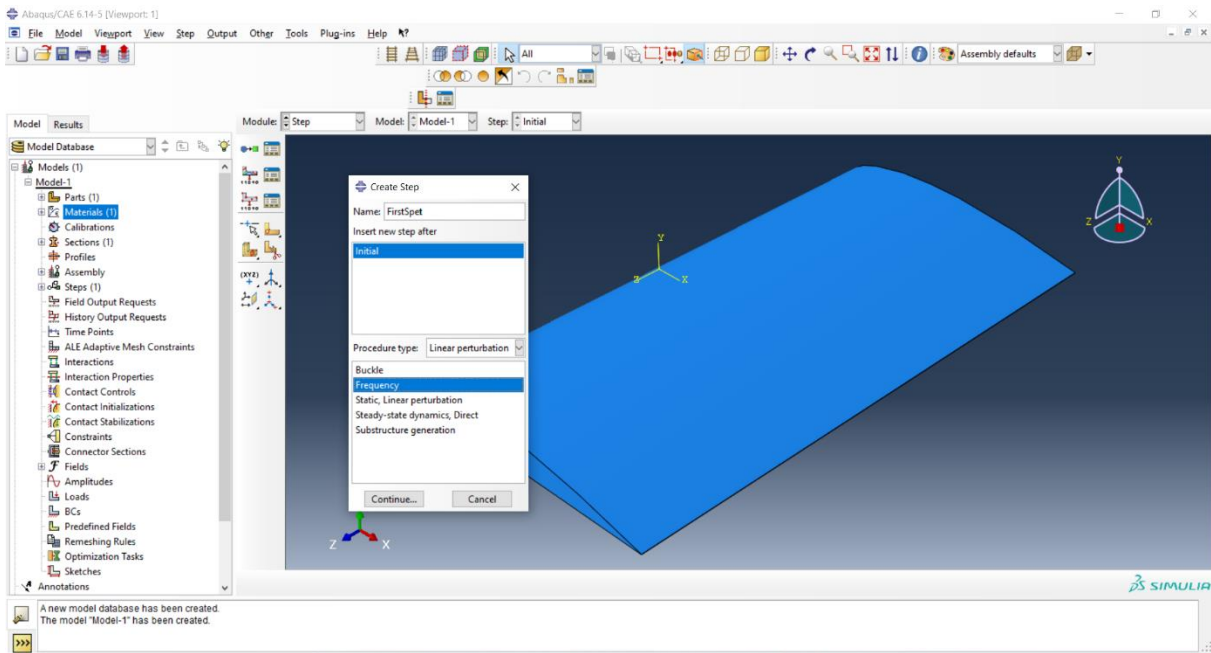 Abaqus/CAE 6.14-5 [Viewport: 1]
File Model Viewport View Step Output Other Tools Plug-ins Help
All
Assembly defaults
Model Results
Module: Step Model: Model-1 Step: Initial
Model Database
Models (1)
Model-1
Parts (1)
Materials (1)
Calibrations
Sections (1)
Profiles
Assembly
Steps (1)
Field Output Requests
History Output Requests
Time Points
ALE Adaptive Mesh Constraints
Interactions
Interaction Properties
Contact Controls
Contact Initializations
Contact Stabilizations
Constraints
Connector Sections
Fields
Amplitudes
Loads
BCs
Predefined Fields
Remeshing Rules
Optimization Tasks
Sketches
Annotations
(XYZ)
Create Step
Name: FirstSpet
Insert new step after
Initial
Procedure type: Linear perturbation
Buckle
Frequency
Static, Linear perturbation
Steady-state dynamics, Direct
Substructure generation
Continue... Cancel
Y
Z X
Y
Z X
Z X
SIMULIA
A new model database has been created.
The model "Model-1" has been created.
>>>